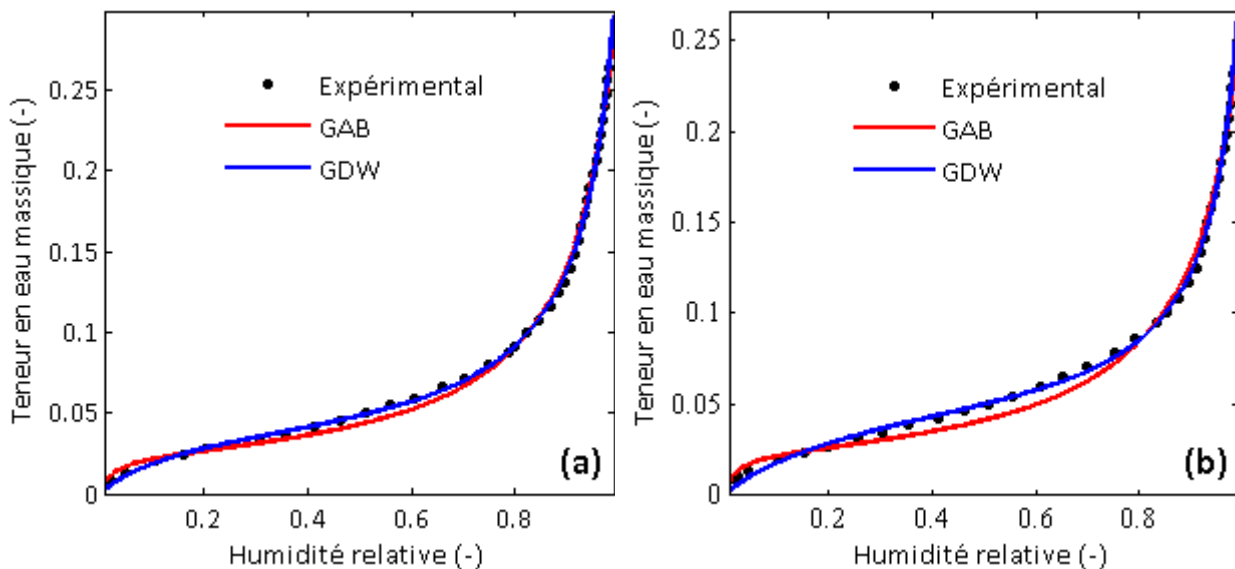 Teneur en eau massique (-)
0.25
0.2
0.15
0.1
0.05
0
Expérimental
GAB
GDW
(a)
0.2
0.4
0.6
0.8
Humidité relative (-)
Teneur en eau massique (-)
0.25
0.2
0.15
0.1
0.05
0
Expérimental
GAB
GDW
(b)
0.2
0.4
0.6
0.8
Humidité relative (-)